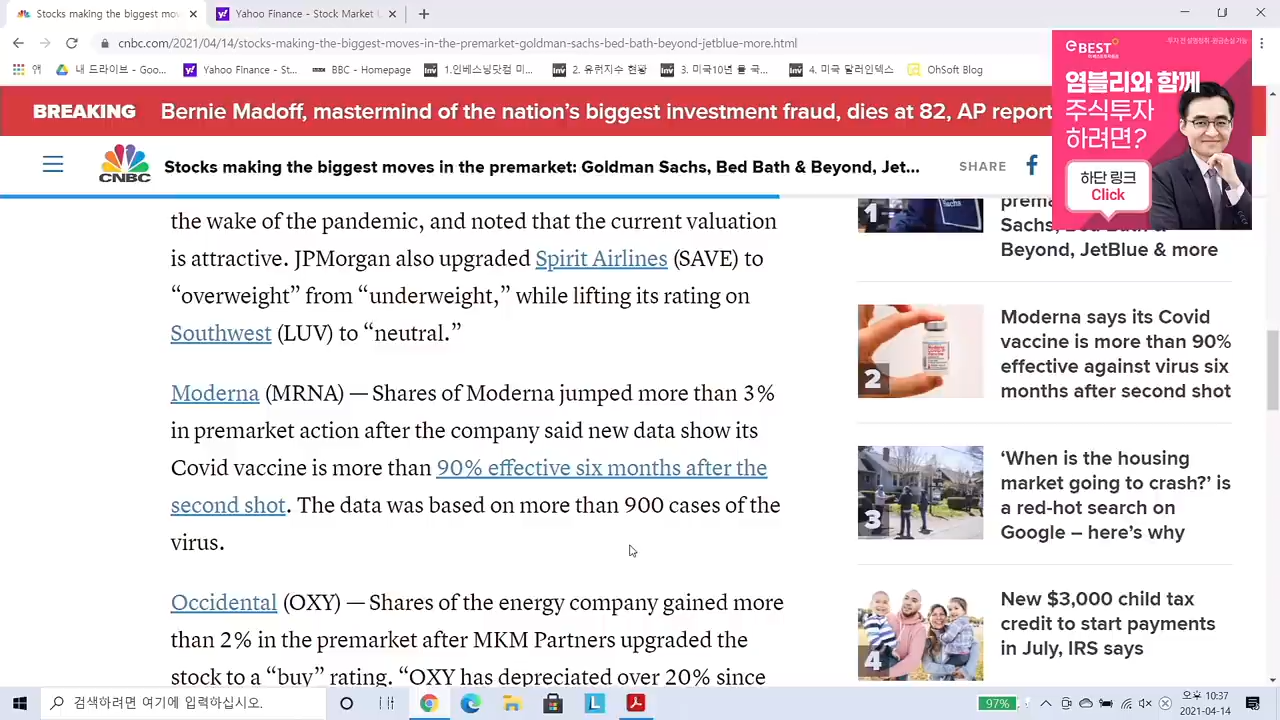 Stocks making the biggest moves
Yahoo Finance - Stock Market L
cnbc.com/2021/04/14/stocks-making-the-biggest-moves-in-the-premarket-goldman-sachs-bed-bath-beyond-jetblue-more.html
앱
내 드라이브 - Goo...
Yahoo Finance - St...
BBC - Homepage
1.인베스팅닷컴 미...
2. 유럽지수 현황
3. 미국10년 물 국...
4. 미국 달러인덱스
OhSoft Blog
BREAKING
Bernie Madoff, mastermind of the nation's biggest investment fraud, dies at 82, AP report
CNBC
Stocks making the biggest moves in the premarket: Goldman Sachs, Bed Bath & Beyond, Jet...
SHARE
eBEST
염블리와 함께
주식투자
하려면?
하단 링크
Click
the wake of the pandemic, and noted that the current valuation
is attractive. JPMorgan also upgraded Spirit Airlines (SAVE) to
“overweight” from “underweight,” while lifting its rating on
Southwest (LUV) to “neutral.”
Moderna (MRNA) — Shares of Moderna jumped more than 3%
in premarket action after the company said new data show its
Covid vaccine is more than 90% effective six months after the
second shot. The data was based on more than 900 cases of the
virus.
Occidental (OXY) — Shares of the energy company gained more
than 2% in the premarket after MKM Partners upgraded the
stock to a “buy” rating. “OXY has depreciated over 20% since
1
Sachs, Bed Bath &
Beyond, JetBlue & more
2
Moderna says its Covid
vaccine is more than 90%
effective against virus six
months after second shot
3
‘When is the housing
market going to crash?’ is
a red-hot search on
Google – here’s why
4
New $3,000 child tax
credit to start payments
in July, IRS says
검색하려면 여기에 입력하십시오.
97%
오후 10:37
2021-04-14